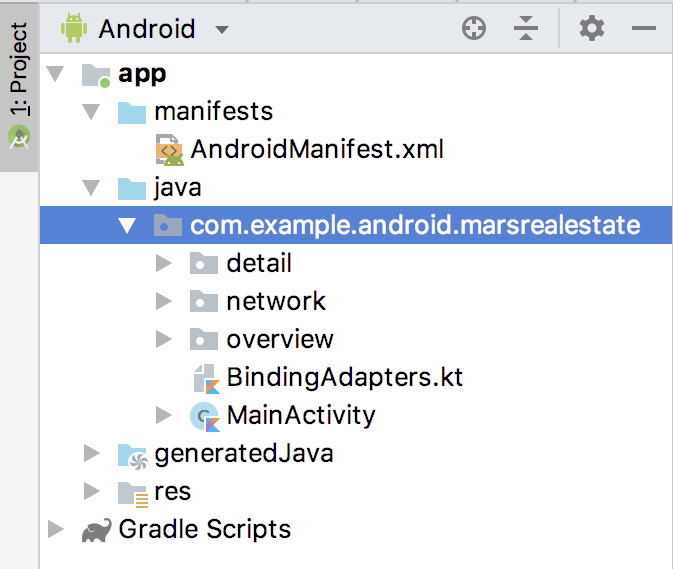 1: Project
Android
app
manifests
AndroidManifest.xml
java
com.example.android.marsrealestate
detail
network
overview
BindingAdapters.kt
C MainActivity
generatedJava
res
Gradle Scripts